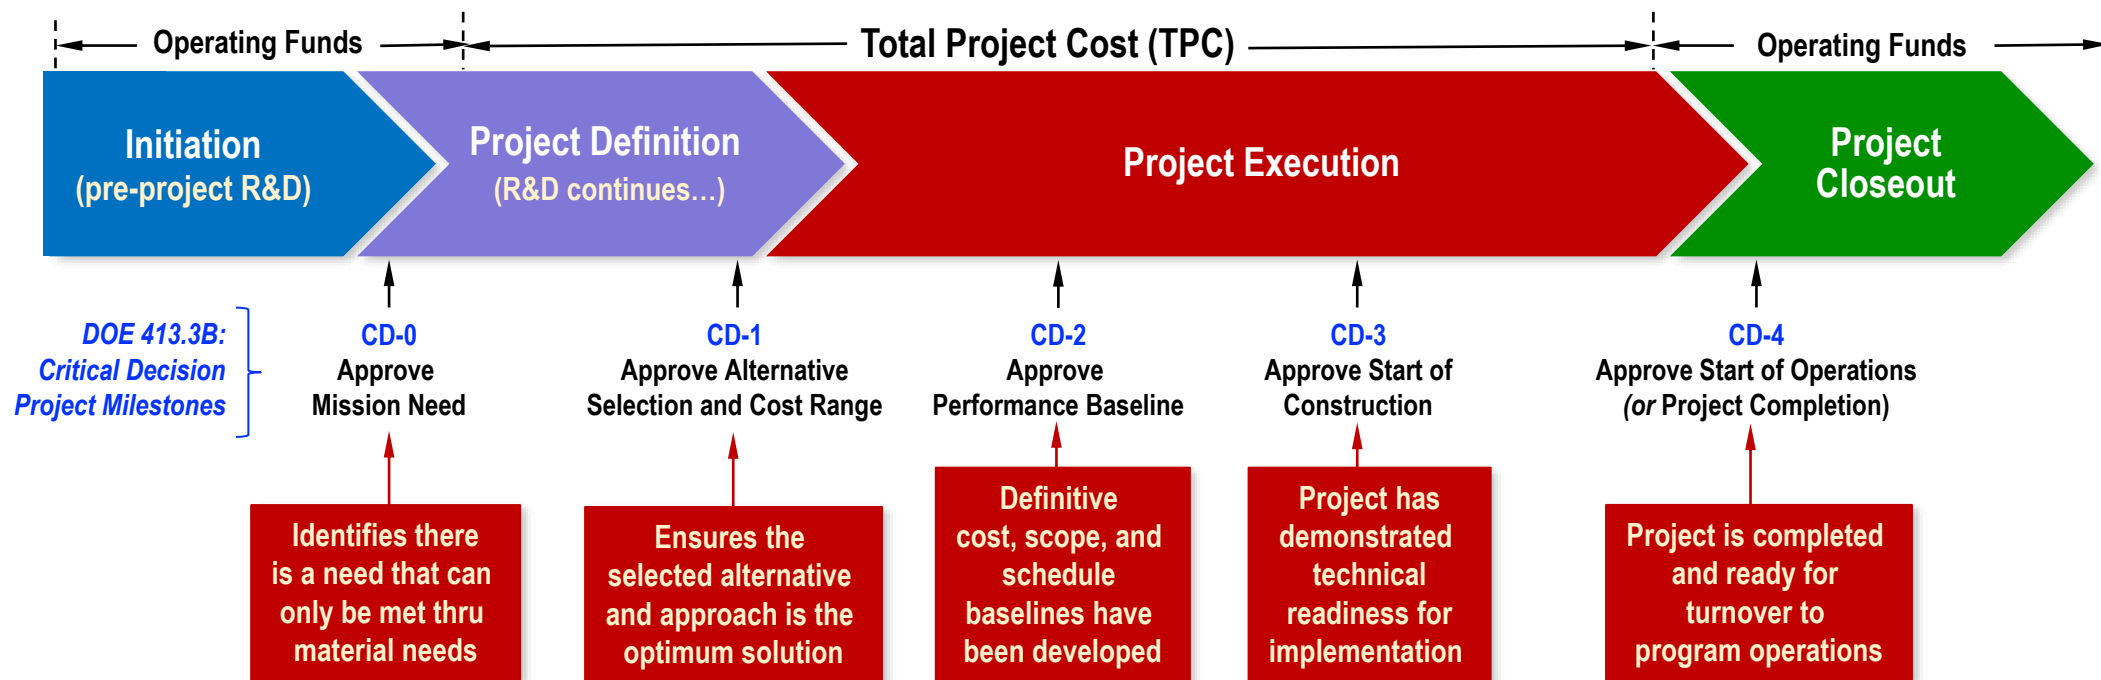 Operating Funds
Total Project Cost (TPC)
Operating Funds
Initiation
(pre-project R&D)
Project Definition
(R&D continues…)
Project Execution
Project
Closeout
DOE 413.3B:
Critical Decision
Project Milestones
CD-0
Approve
Mission Need
CD-1
Approve Alternative
Selection and Cost Range
CD-2
Approve
Performance Baseline
CD-3
Approve Start of
Construction
CD-4
Approve Start of Operations
(or Project Completion)
Identifies there
is a need that can
only be met thru
material needs
Ensures the
selected alternative
and approach is the
optimum solution
Definitive
cost, scope, and
schedule
baselines have
been developed
Project has
demonstrated
technical
readiness for
implementation
Project is completed
and ready for
turnover to
program operations